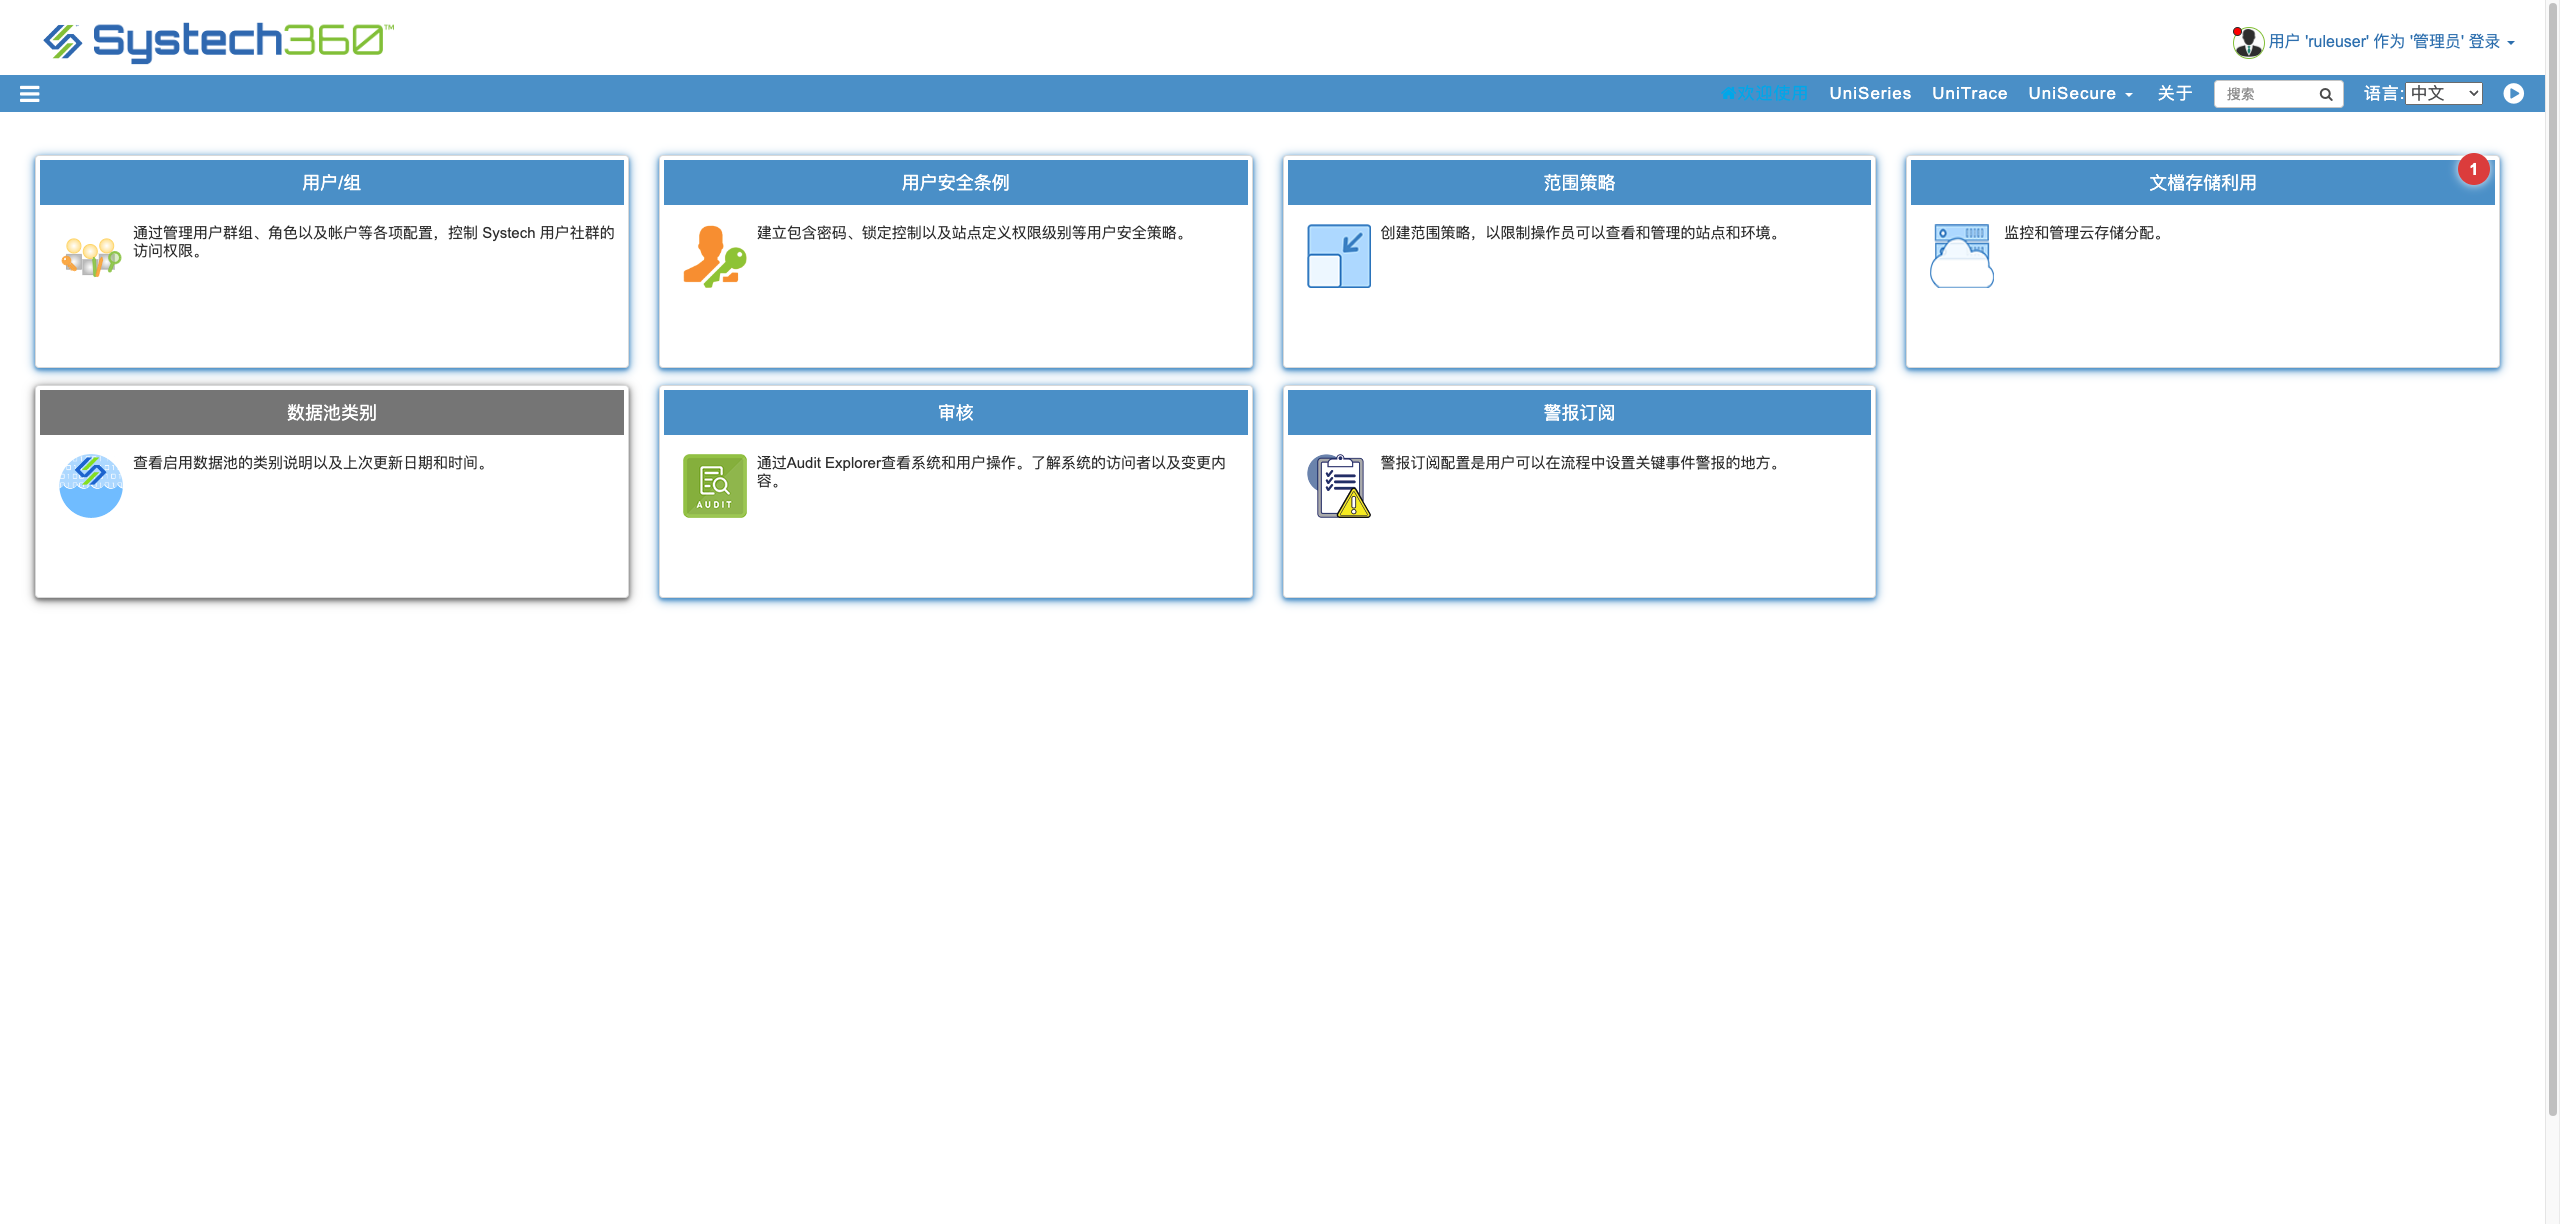 Systech360™
用户 'ruleuser' 作为 '管理员' 登录
欢迎使用 UniSeries UniTrace UniSecure 关于 搜索 语言: 中文
用户/组
通过管理用户群组、角色以及帐户等各项配置，控制 Systech 用户社群的
访问权限。
用户安全条例
建立包含密码、锁定控制以及站点定义权限级别等用户安全策略。
范围策略
创建范围策略，以限制操作员可以查看和管理的站点和环境。
文檔存储利用
1
监控和管理云存储分配。
数据池类别
查看启用数据池的类别说明以及上次更新日期和时间。
审核
AUDIT
通过Audit Explorer查看系统和用户操作。了解系统的访问者以及变更内
容。
警报订阅
警报订阅配置是用户可以在流程中设置关键事件警报的地方。